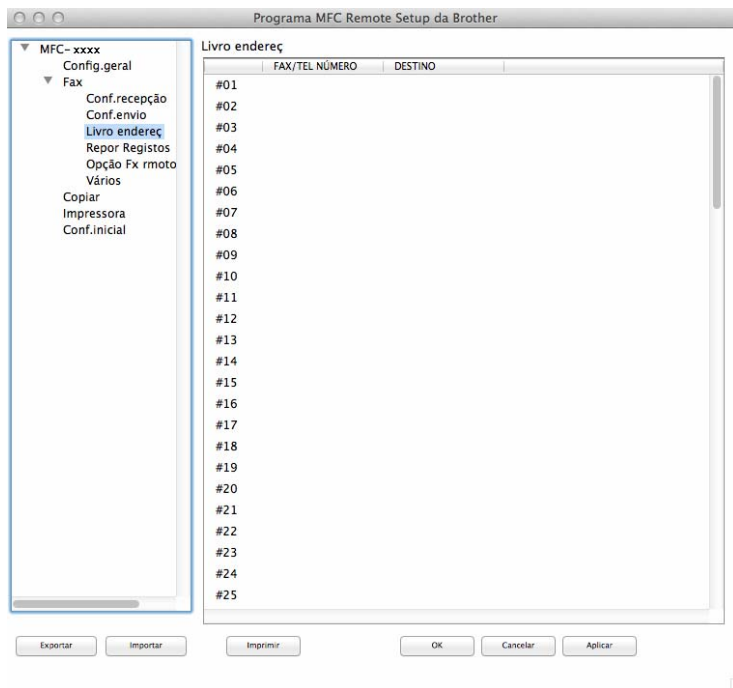 Programa MFC Remote Setup da Brother
MFC- xxxx
Config.geral
Fax
Conf.recepção
Conf.envio
Livro endereç
Repor Registos
Opção Fx rmoto
Vários
Copiar
Impressora
Conf.inicial
Livro endereç
FAX/TEL NÚMERO DESTINO
#01
#02
#03
#04
#05
#06
#07
#08
#09
#10
#11
#12
#13
#14
#15
#16
#17
#18
#19
#20
#21
#22
#23
#24
#25
Exportar Importar Imprimir OK Cancelar Aplicar